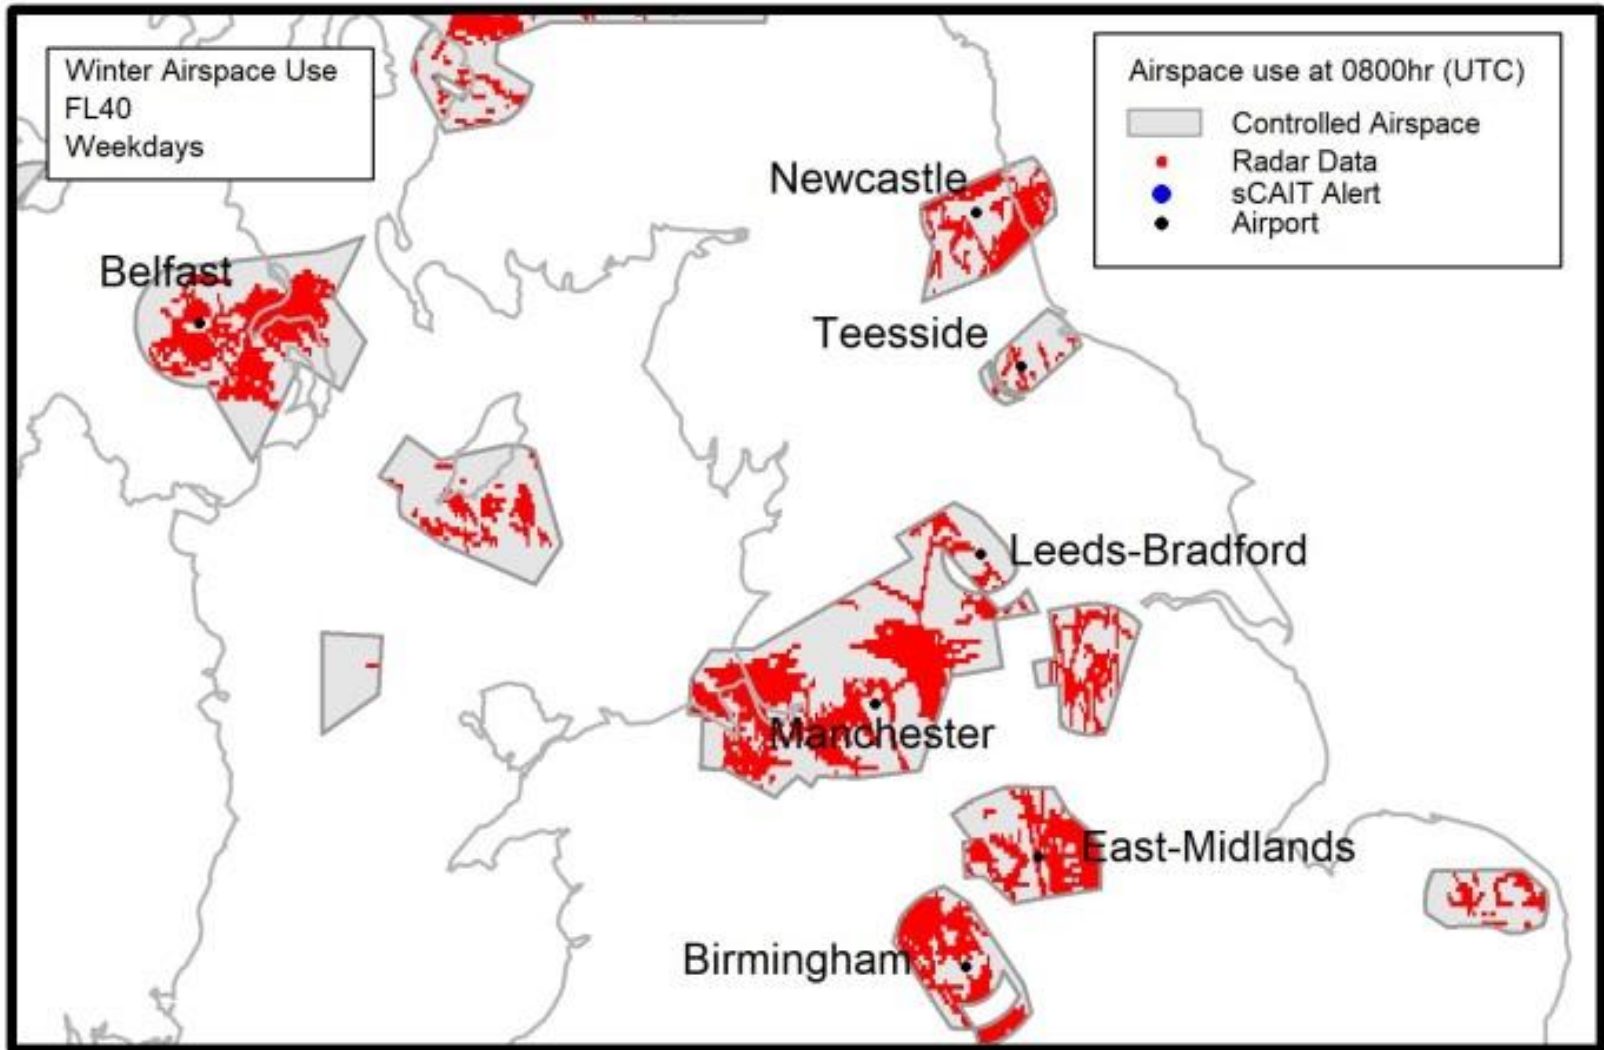 Winter Airspace Use
FL40
Weekdays
Airspace use at 0800hr (UTC)
Controlled Airspace
Radar Data
sCAIT Alert
Airport
Newcastle
Belfast
Teesside
Leeds-Bradford
Manchester
East-Midlands
Birmingham